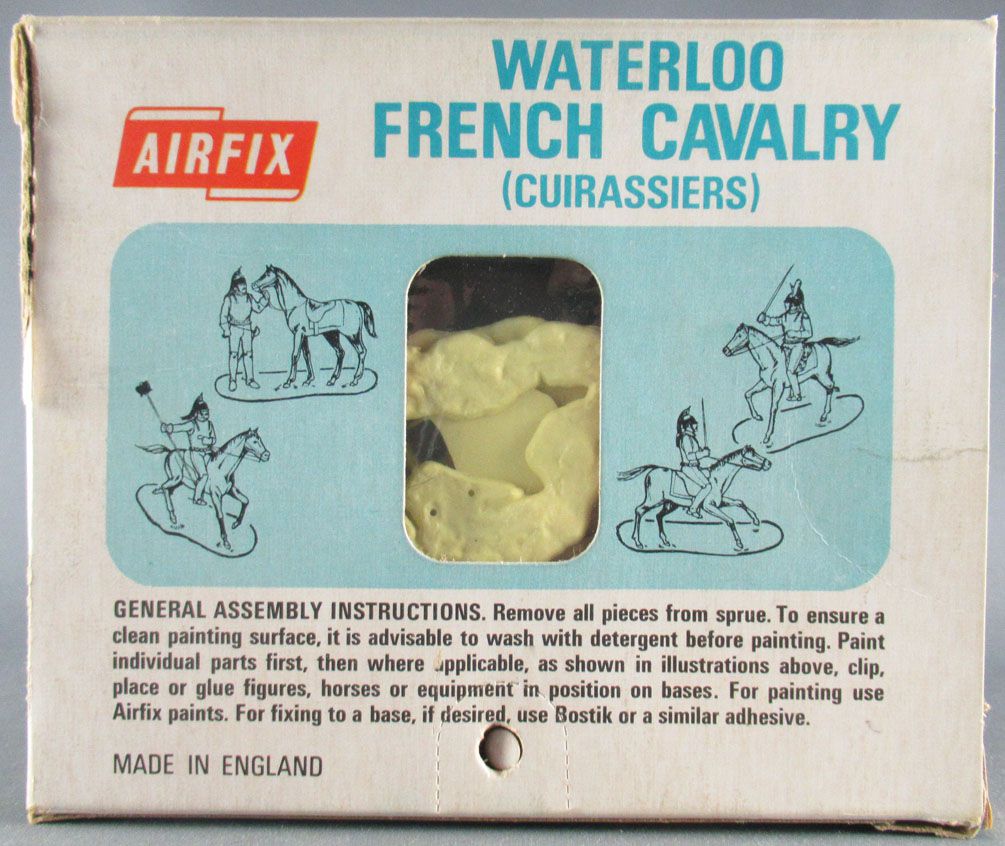 WATERLOO
FRENCH CAVALRY
(CUIRASSIERS)
AIRFIX
GENERAL ASSEMBLY INSTRUCTIONS. Remove all pieces from sprue. To ensure a
clean painting surface, it is advisable to wash with detergent before painting. Paint
individual parts first, then where applicable, as shown in illustrations above, clip,
place or glue figures, horses or equipment in position on bases. For painting use
Airfix paints. For fixing to a base, if desired, use Bostik or a similar adhesive.
MADE IN ENGLAND